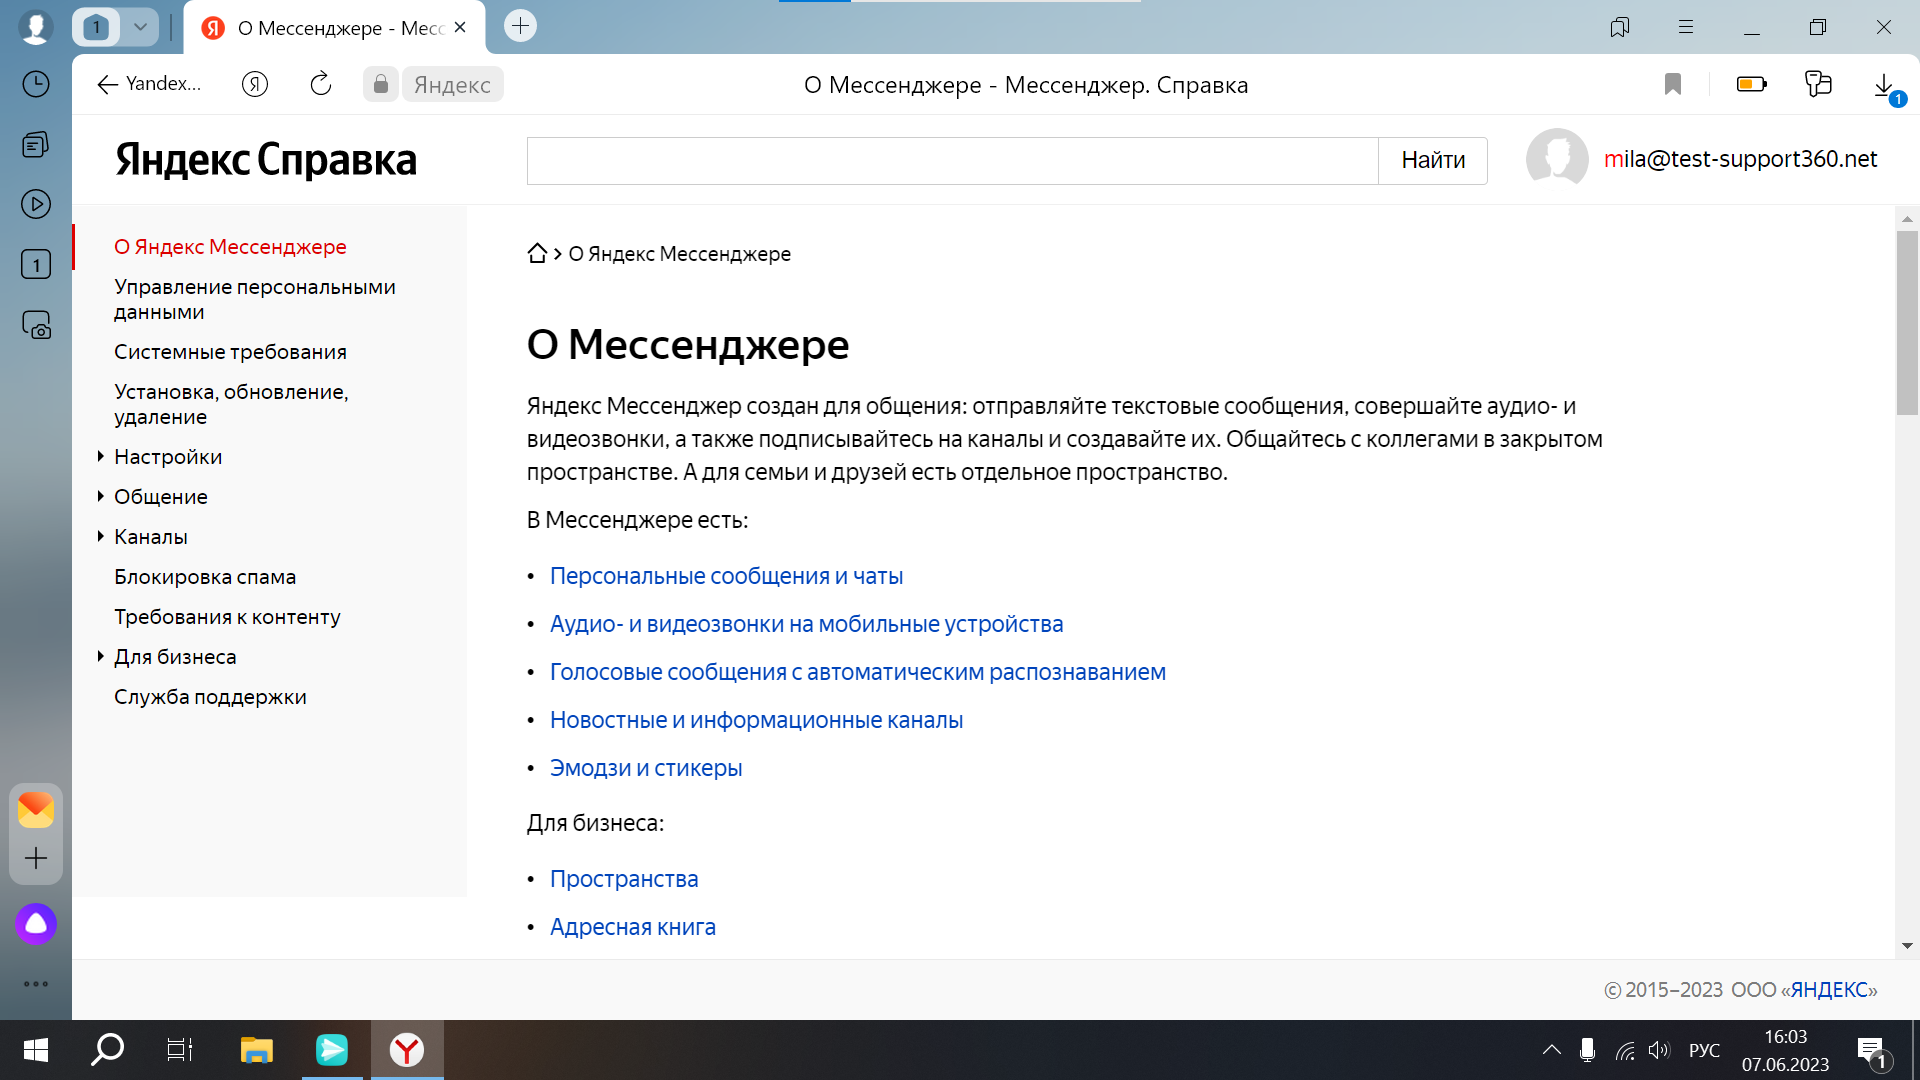 1
О Мессенджере - Месс
Yandex...
Яндекс
О Мессенджере - Мессенджер. Справка
1
Яндекс Справка
Найти
mila@test-support360.net
1
О Яндекс Мессенджере
Управление персональными
данными
Системные требования
Установка, обновление,
удаление
Настройки
Общение
Каналы
Блокировка спама
Требования к контенту
Для бизнеса
Служба поддержки
О Яндекс Мессенджере
О Мессенджере
Яндекс Мессенджер создан для общения: отправляйте текстовые сообщения, совершайте аудио- и
видеозвонки, а также подписывайтесь на каналы и создавайте их. Общайтесь с коллегами в закрытом
пространстве. А для семьи и друзей есть отдельное пространство.
В Мессенджере есть:
• Персональные сообщения и чаты
• Аудио- и видеозвонки на мобильные устройства
• Голосовые сообщения с автоматическим распознаванием
• Новостные и информационные каналы
• Эмодзи и стикеры
Для бизнеса:
• Пространства
• Адресная книга
© 2015–2023 ООО «ЯНДЕКС»
РУС
16:03
07.06.2023
1